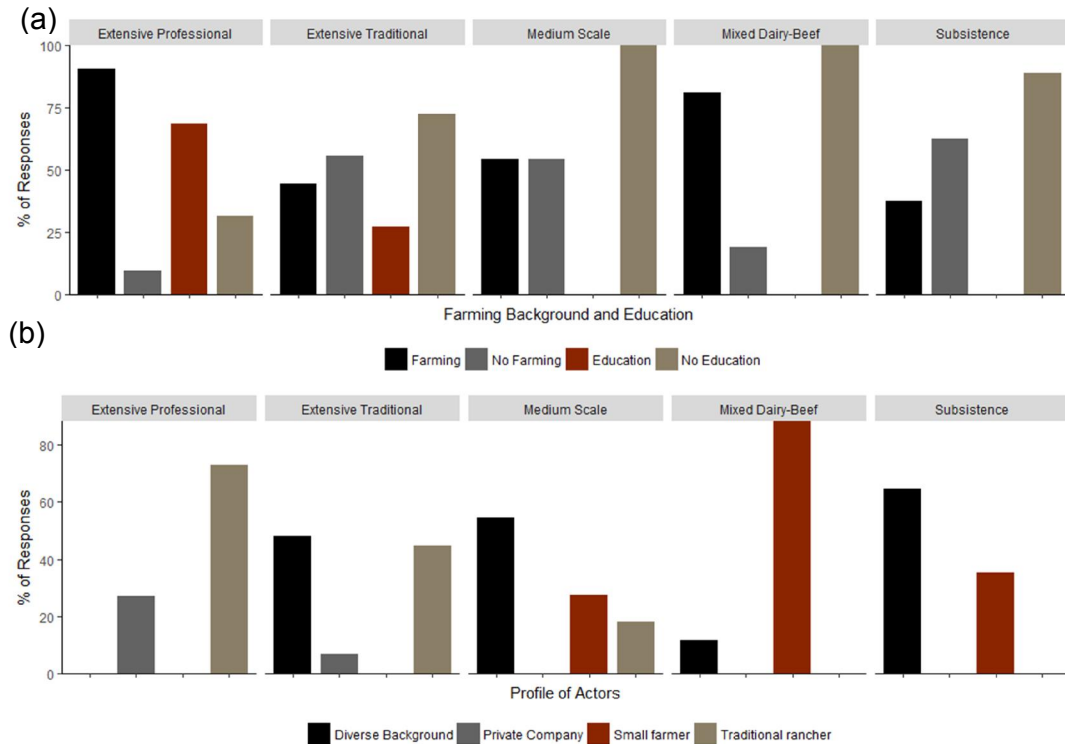 (a)
Extensive Professional Extensive Traditional Medium Scale Mixed Dairy-Beef Subsistence
100
75
50
25
0
% of Responses
Farming Background and Education
Farming No Farming Education No Education
(b)
Extensive Professional Extensive Traditional Medium Scale Mixed Dairy-Beef Subsistence
80
60
40
20
0
% of Responses
Profile of Actors
Diverse Background Private Company Small farmer Traditional rancher